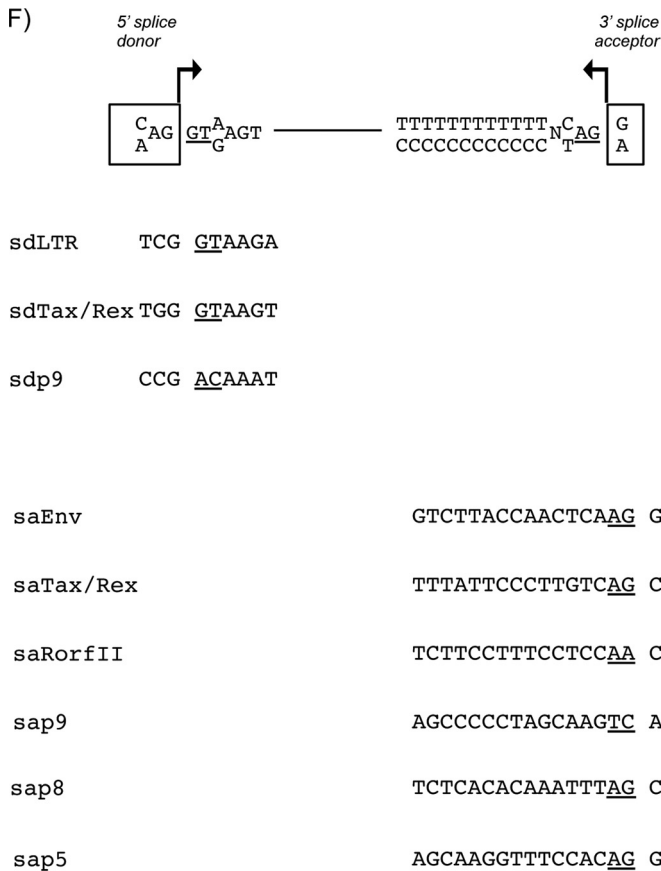 F)
5' splice donor
3' splice acceptor
C
A AG GT A
G AGT
TTTTTTTTTTTT
CCCCCCCCCCCC N C
T AG
G
A
sdLTR TCG GTAAGA
sdTax/Rex TGG GTAAGT
sdp9 CCG ACAAAT
saEnv GTCTTACCAACTCAAG G
saTax/Rex TTTATTCCCTTGTCAG C
saRorfII TCTTCCTTTCCTCCAA C
sap9 AGCCCCCTAGCAAGTC A
sap8 TCTCACACAAATTTAG C
sap5 AGCAAGGTTTCCACAG G